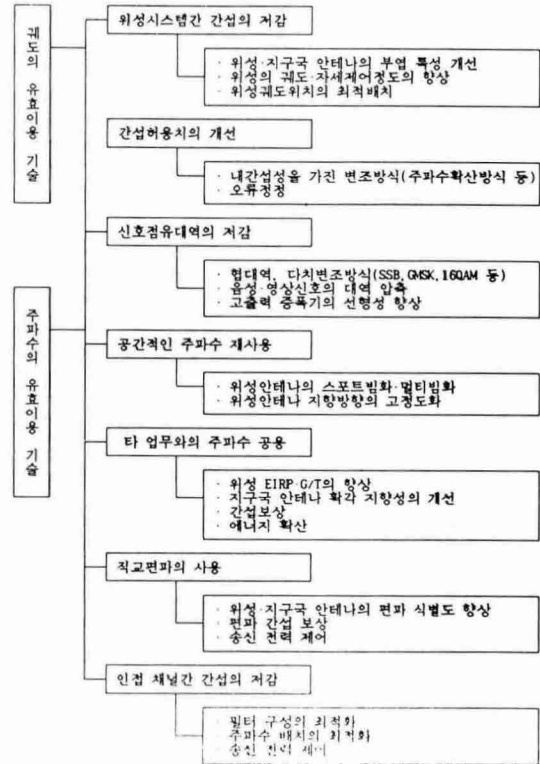 궤도의 유효이용 기술
위성시스템간 간섭의 저감
· 위성·지구국 안테나의 부엽 특성 개선
· 위성의 궤도·자세제어정도의 향상
· 위성궤도위치의 최적배치
간섭허용치의 개선
· 내간섭성을 가진 변조방식(주파수확산방식 등)
· 오류정정
신호점유대역의 저감
· 협대역, 다치변조방식(SSB,GMSK,16QAM 등)
· 음성·영상신호의 대역 압축
· 고출력 증폭기의 선형성 향상
주파수의 유효이용 기술
공간적인 주파수 재사용
· 위성안테나의 스포트빔화·멀티빔화
· 위성안테나 지향방향의 고정도화
타 업무와의 주파수 공용
· 위성 EIRP·G/T의 향상
· 지구국 안테나 확각 지향성의 개선
· 간섭보상
· 에너지 확산
직교편파의 사용
· 위성·지구국 안테나의 편파 식별도 향상
· 편파 간섭 보상
· 송신 전력 제어
인접 채널간 간섭의 저감
· 필터 구성의 최적화
· 주파수 배치의 최적화
· 송신 전력 제어